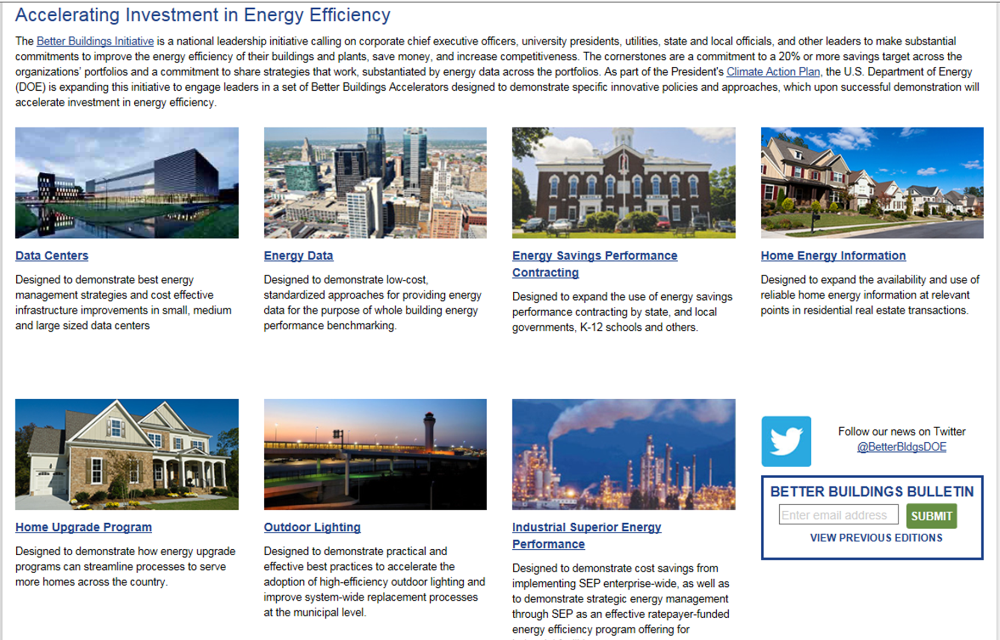 Accelerating Investment in Energy Efficiency
The Better Buildings Initiative is a national leadership initiative calling on corporate chief executive officers, university presidents, utilities, state and local officials, and other leaders to make substantial
commitments to improve the energy efficiency of their buildings and plants, save money, and increase competitiveness. The cornerstones are a commitment to a 20% or more savings target across the
organizations' portfolios and a commitment to share strategies that work, substantiated by energy data across the portfolios. As part of the President's Climate Action Plan, the U.S. Department of Energy
(DOE) is expanding this initiative to engage leaders in a set of Better Buildings Accelerators designed to demonstrate specific innovative policies and approaches, which upon successful demonstration will
accelerate investment in energy efficiency.
Data Centers
Designed to demonstrate best energy
management strategies and cost effective
infrastructure improvements in small, medium
and large sized data centers
Energy Data
Designed to demonstrate low-cost,
standardized approaches for providing energy
data for the purpose of whole building energy
performance benchmarking.
Energy Savings Performance
Contracting
Designed to expand the use of energy savings
performance contracting by state, and local
governments, K-12 schools and others.
Home Energy Information
Designed to expand the availability and use of
reliable home energy information at relevant
points in residential real estate transactions.
Home Upgrade Program
Designed to demonstrate how energy upgrade
programs can streamline processes to serve
more homes across the country.
Outdoor Lighting
Designed to demonstrate practical and
effective best practices to accelerate the
adoption of high-efficiency outdoor lighting and
improve system-wide replacement processes
at the municipal level.
Industrial Superior Energy
Performance
Designed to demonstrate cost savings from
implementing SEP enterprise-wide, as well as
to demonstrate strategic energy management
through SEP as an effective ratepayer-funded
energy efficiency program offering for
Follow our news on Twitter
@BetterBldgsDOE
BETTER BUILDINGS BULLETIN
Enter email address
SUBMIT
VIEW PREVIOUS EDITIONS